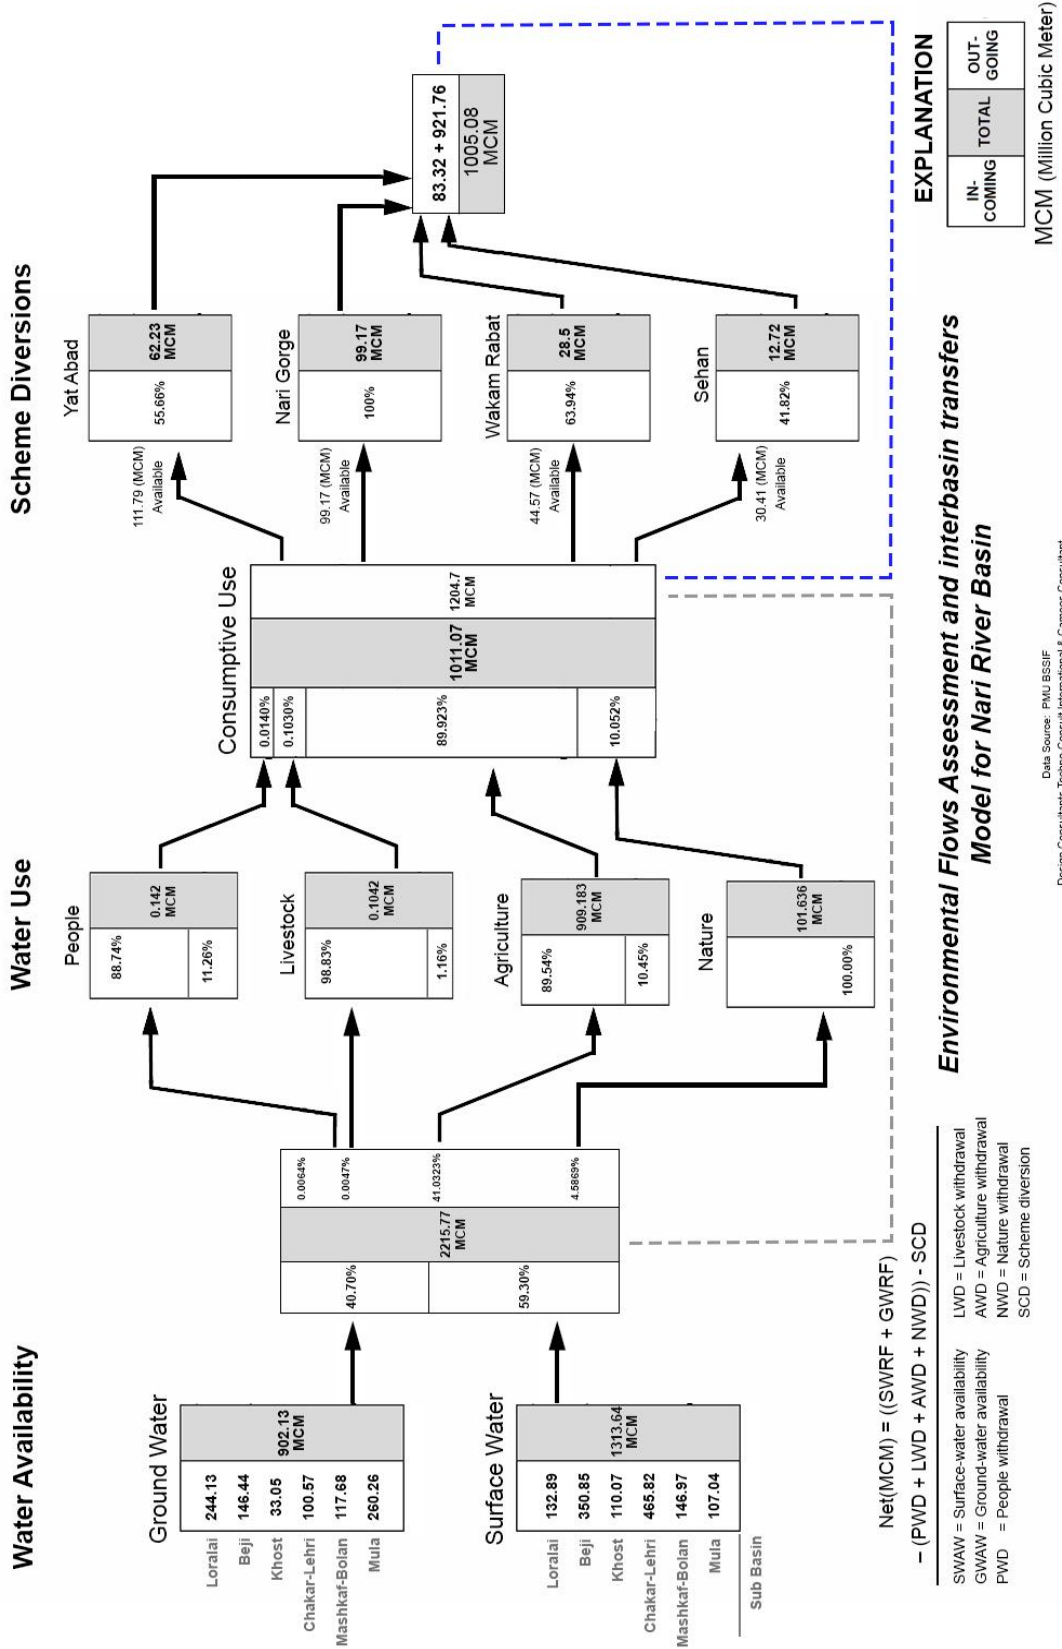 Water Availability
Water Use
Scheme Diversions
Ground Water
Loralai 244.13
Beji 146.44
Khost 33.05
Chakar-Lehri 100.57
Mashkaf-Bolan 117.68
Mula 260.26
902.13
MCM
Surface Water
Loralai 132.89
Beji 350.85
Khost 110.07
Chakar-Lehri 465.82
Mashkaf-Bolan 146.97
Mula 107.04
Sub Basin
1313.64
MCM
40.70%
59.30%
2215.77
MCM
0.0064%
0.0047%
41.0323%
4.5869%
People
88.74%
11.26%
0.142
MCM
Livestock
98.83%
1.16%
0.1042
MCM
Agriculture
89.54%
10.45%
909.183
MCM
Nature
100.00%
101.636
MCM
Consumptive Use
0.0140%
0.1030%
89.923%
10.052%
1011.07
MCM
1204.7
MCM
111.79 (MCM)
Available
Yat Abad
55.66%
62.23
MCM
99.17 (MCM)
Available
Nari Gorge
100%
99.17
MCM
44.57 (MCM)
Available
Wakam Rabat
63.94%
28.5
MCM
30.41 (MCM)
Available
Sehan
41.82%
12.72
MCM
83.32 + 921.76
1005.08
MCM
Net(MCM) = ((SWRF + GWRF)
– (PWD + LWD + AWD + NWD)) - SCD
SWAW = Surface-water availability
GWAW = Ground-water availability
PWD = People withdrawal
LWD = Livestock withdrawal
AWD = Agriculture withdrawal
NWD = Nature withdrawal
SCD = Scheme diversion
Environmental Flows Assessment and interbasin transfers
Model for Nari River Basin
Data Source: PMU BSSIF
EXPLANATION
IN-
COMING
TOTAL
OUT-
GOING
MCM (Million Cubic Meter)